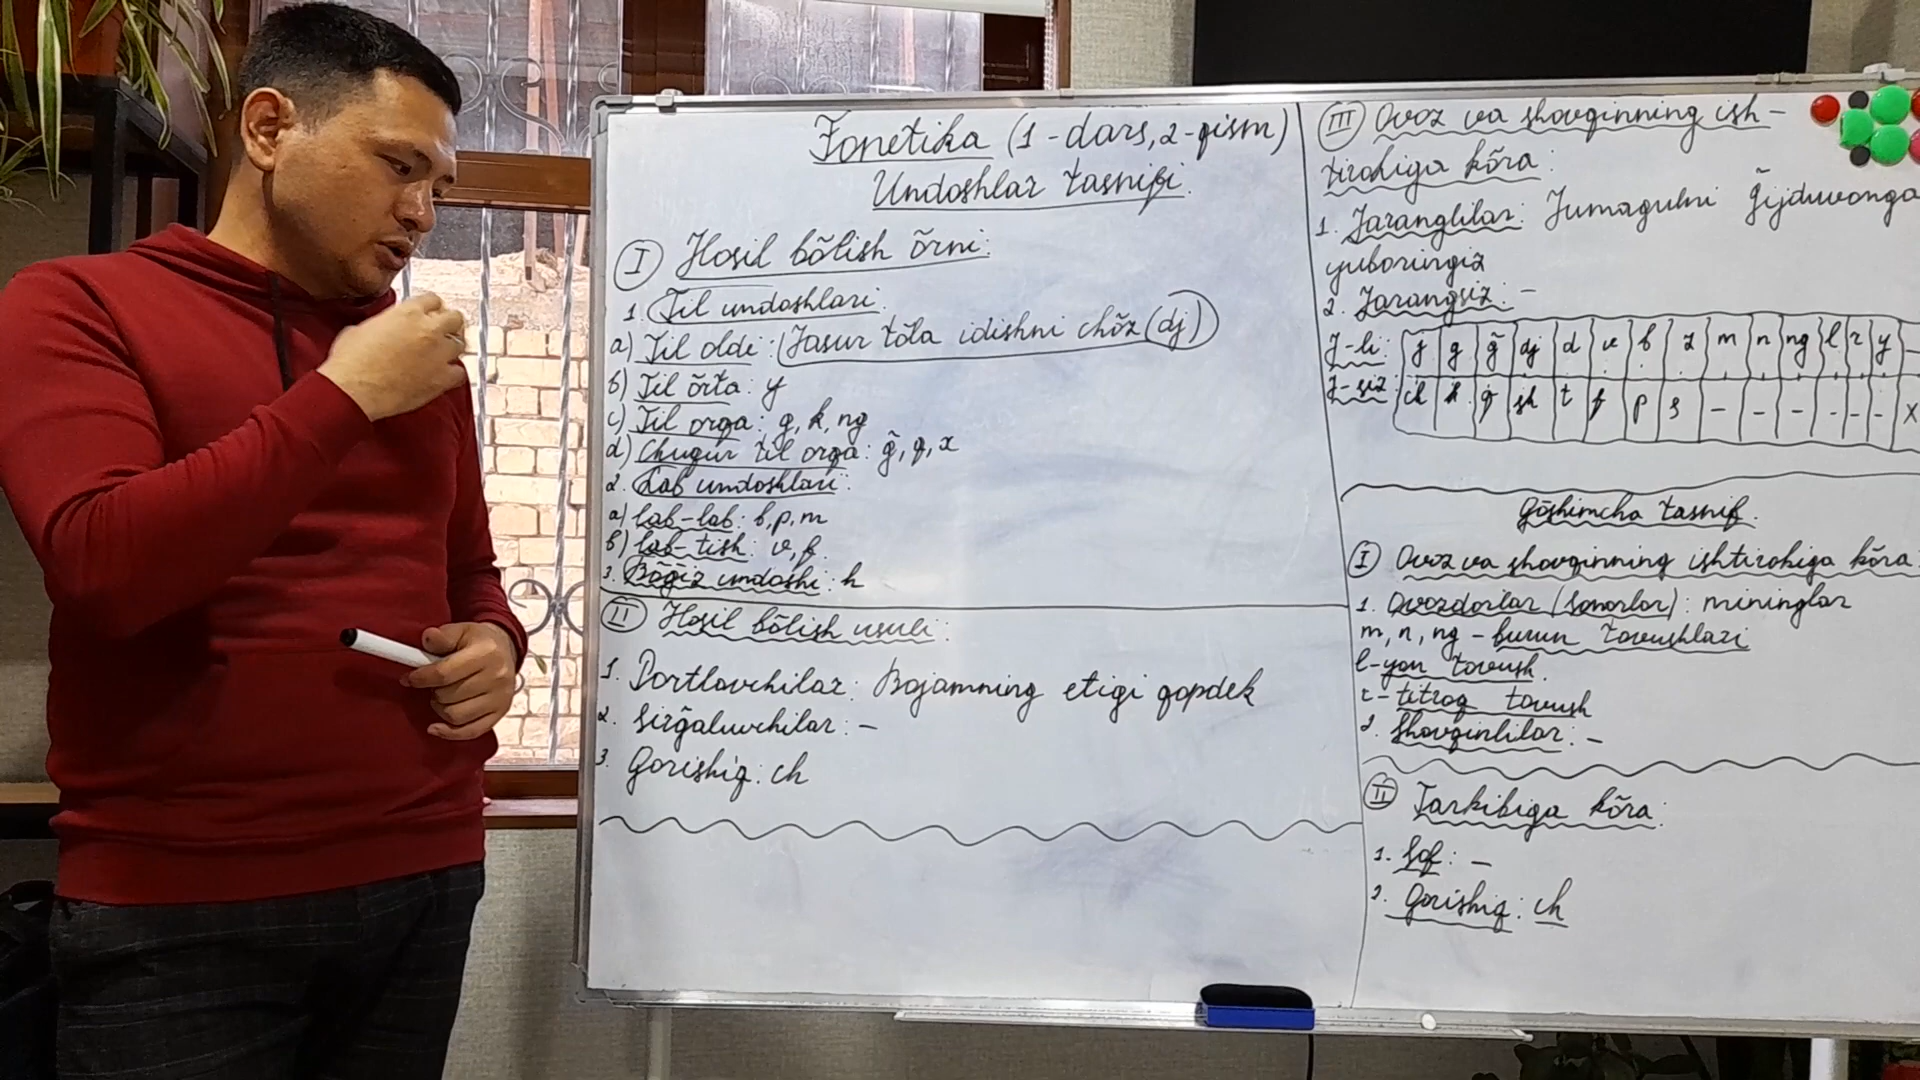 Fonetika (1-dars, 2-qism)
Undoshlar tasnifi.
I Hosil bõlish õrni:
1. Til undoshlari.
a) Til oldi: (Jasur tõla idishni chõz (dj)
b) Til õrta: y
c) Til orqa: g, k, ng
d) Chuqur til orqa: g̃, q, x
2. Lab undoshlari:
a) lab-lab: b, p, m
b) lab-tish: v, f.
3. Bõg̃iz undoshi: h
II Hosil bõlish usuli:
1. Portlovchilar: Bojamning etigi qopdek
2. Sirg̃aluvchilar: -
3. Qorishiq: ch
III Ovoz va shovqinning ish-
tirokiga kõra:
1. Jaranglilar: Jumagulni G̃ijduvonga
yuboringiz
2. Jarangsiz: -
J-li: j g g̃ dj d v b z m n ng l r y -
J-siz: ch k q sh t f p s - - - - - - x
Qõshimcha tasnif.
I Ovoz va shovqinning ishtirokiga kõra:
1. Ovozdorlar (Sonorlar): mininglar
m, n, ng - burun tovushlari
l-yon tovush.
r-titroq tovush
2. Shovqinlilar: -
II Tarkibiga kõra:
1. Sof: -
2. Qorishiq: ch